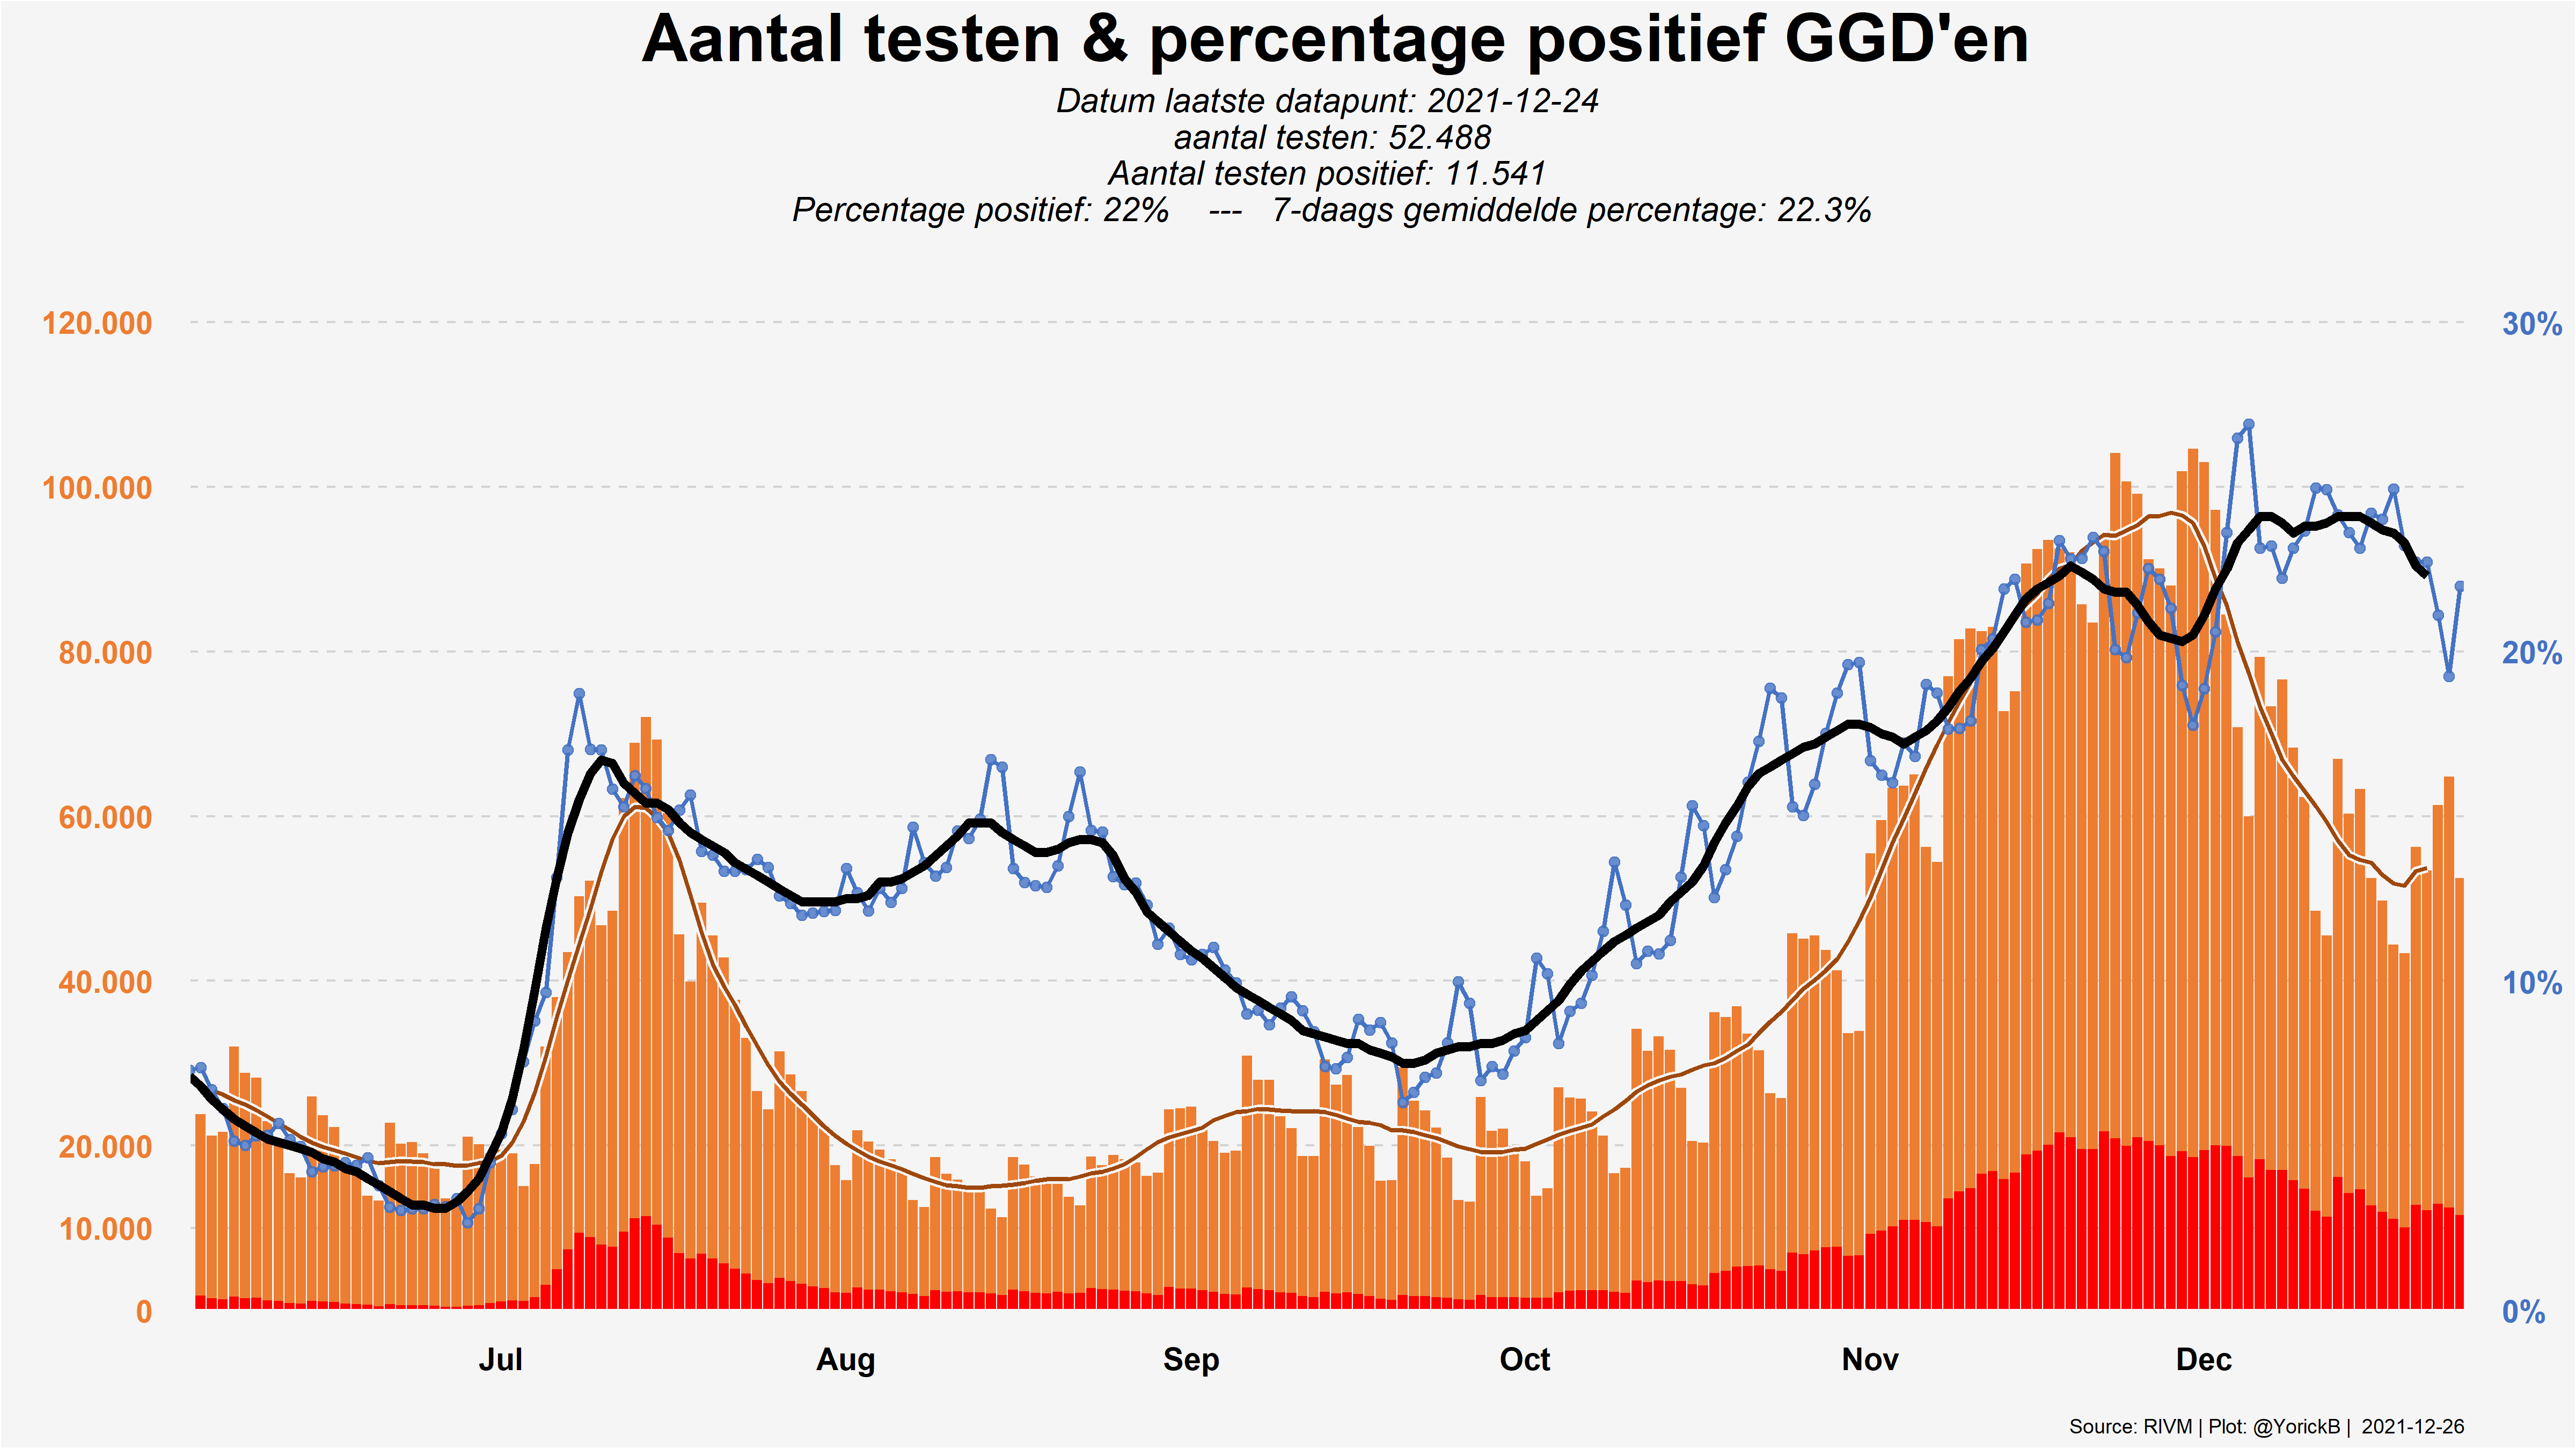 Aantal testen & percentage positief GGD'en
Datum laatste datapunt: 2021-12-24
aantal testen: 52.488
Aantal testen positief: 11.541
Percentage positief: 22% --- 7-daags gemiddelde percentage: 22.3%
120.000
30%
100.000
80.000
20%
60.000
40.000
10%
20.000
10.000
0
0%
Jul
Aug
Sep
Oct
Nov
Dec
Source: RIVM | Plot: @YorickB | 2021-12-26